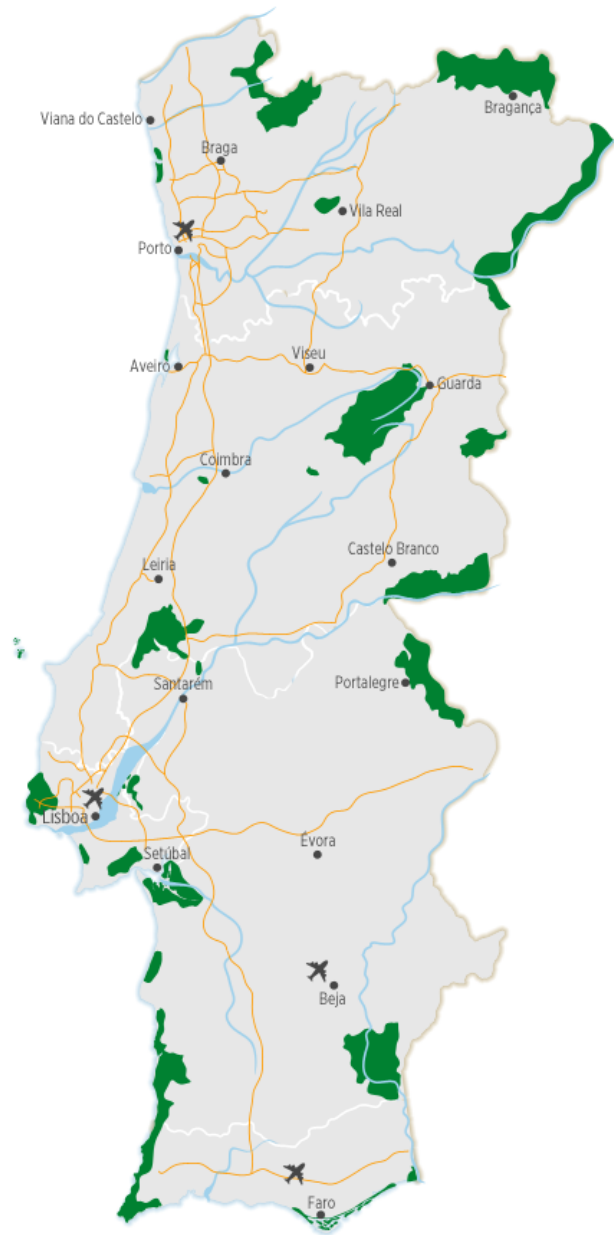 Bragança
Viana do Castelo
Braga
Vila Real
Porto
Aveiro
Viseu
Guarda
Coimbra
Castelo Branco
Leiria
Portalegre
Santarém
Lisboa
Évora
Setúbal
Beja
Faro